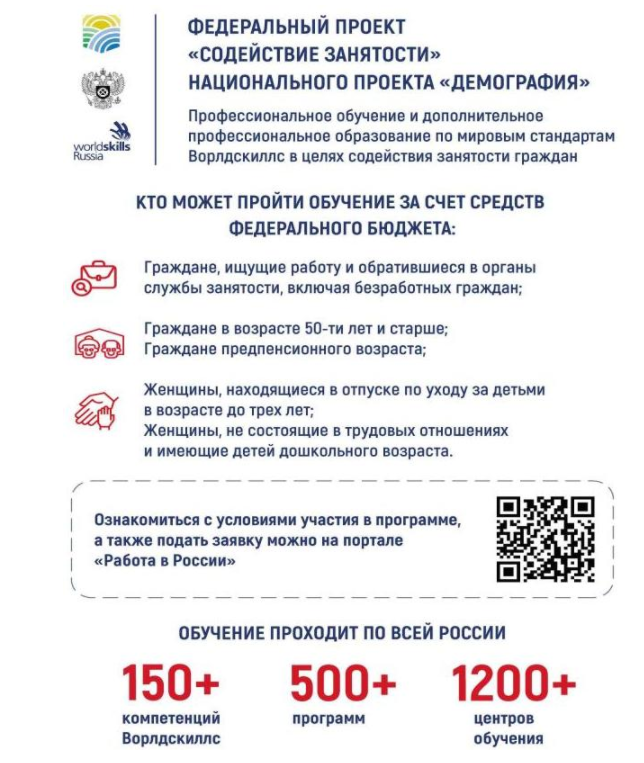 ФЕДЕРАЛЬНЫЙ ПРОЕКТ
«СОДЕЙСТВИЕ ЗАНЯТОСТИ»
НАЦИОНАЛЬНОГО ПРОЕКТА «ДЕМОГРАФИЯ»
worldskills
Russia
Профессиональное обучение и дополнительное
профессиональное образование по мировым стандартам
Ворлдскиллс в целях содействия занятости граждан
КТО МОЖЕТ ПРОЙТИ ОБУЧЕНИЕ ЗА СЧЕТ СРЕДСТВ
ФЕДЕРАЛЬНОГО БЮДЖЕТА:
Граждане, ищущие работу и обратившиеся в органы
службы занятости, включая безработных граждан;
Граждане в возрасте 50-ти лет и старше;
Граждане предпенсионного возраста;
Женщины, находящиеся в отпуске по уходу за детьми
в возрасте до трех лет;
Женщины, не состоящие в трудовых отношениях
и имеющие детей дошкольного возраста.
Ознакомиться с условиями участия в программе,
а также подать заявку можно на портале
«Работа в России»
ОБУЧЕНИЕ ПРОХОДИТ ПО ВСЕЙ РОССИИ
150+
компетенций
Ворлдскиллс
500+
программ
1200+
центров
обучения